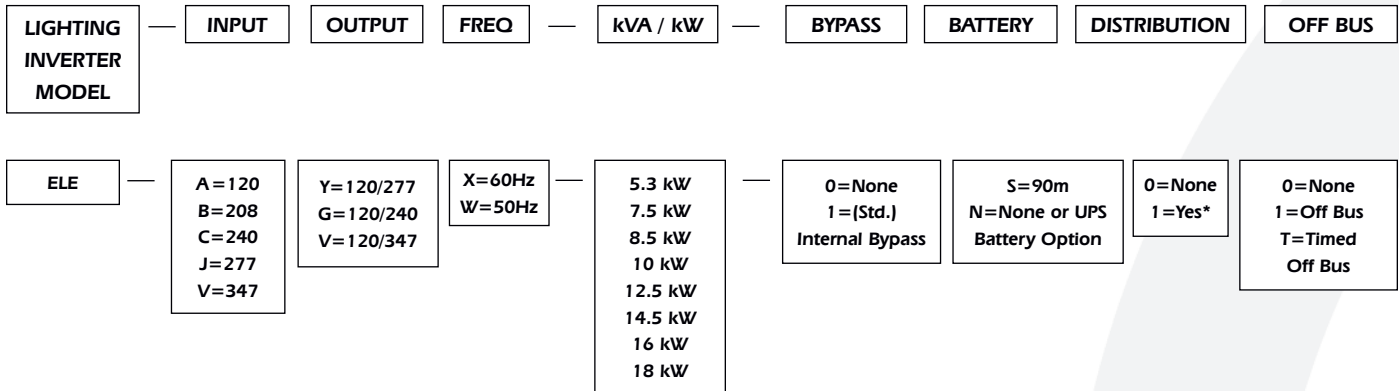 LIGHTING
INVERTER
MODEL
—
INPUT
OUTPUT
FREQ
—
kVA / kW
—
BYPASS
BATTERY
DISTRIBUTION
OFF BUS
ELE
—
A=120
B=208
C=240
J=277
V=347
Y=120/277
G=120/240
V=120/347
X=60Hz
W=50Hz
—
5.3 kW
7.5 kW
8.5 kW
10 kW
12.5 kW
14.5 kW
16 kW
18 kW
—
0=None
1=(Std.)
Internal Bypass
S=90m
N=None or UPS
Battery Option
0=None
1=Yes*
0=None
1=Off Bus
T=Timed
Off Bus